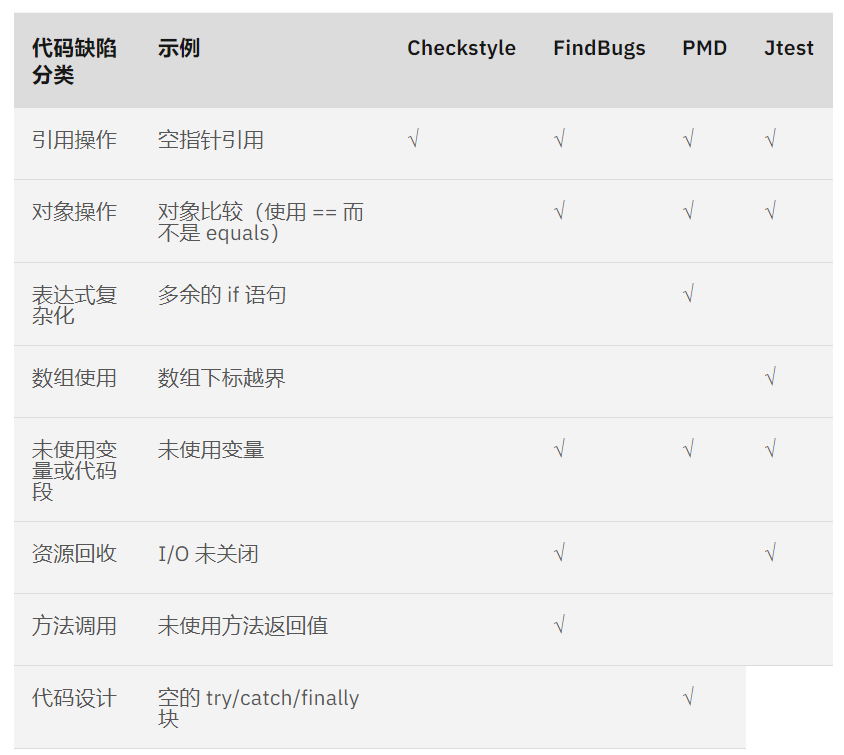 代码缺陷 示例 Checkstyle FindBugs PMD Jtest
分类
引用操作 空指针引用 √ √ √ √
对象操作 对象比较（使用 == 而 √ √ √
不是 equals）
表达式复 多余的 if 语句 √
杂化
数组使用 数组下标越界 √
未使用变 未使用变量 √ √ √
量或代码
段
资源回收 I/O 未关闭 √ √
方法调用 未使用方法返回值 √
代码设计 空的 try/catch/finally √
块